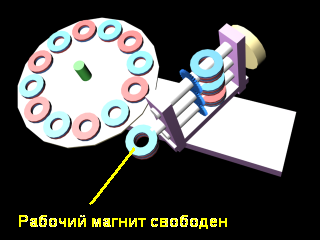 Рабочий магнит свободен